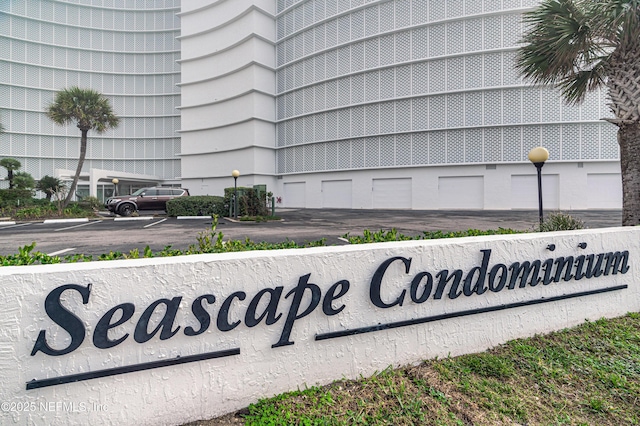 Seascape Condominium
©2025 NEFMLS, Inc